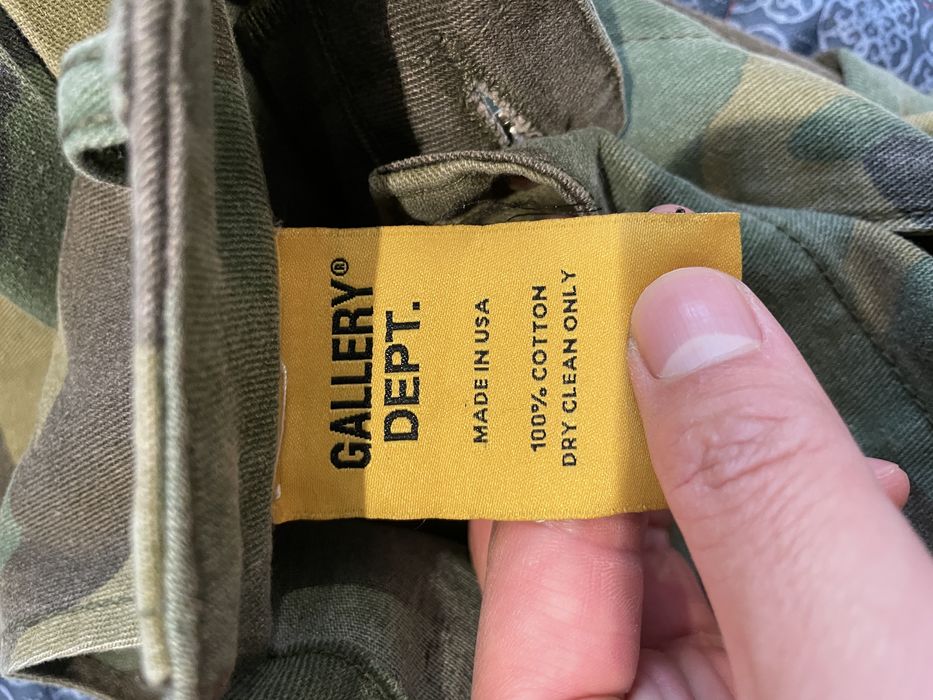 GALLERY®
DEPT.
MADE IN USA
100% COTTON
DRY CLEAN ONLY